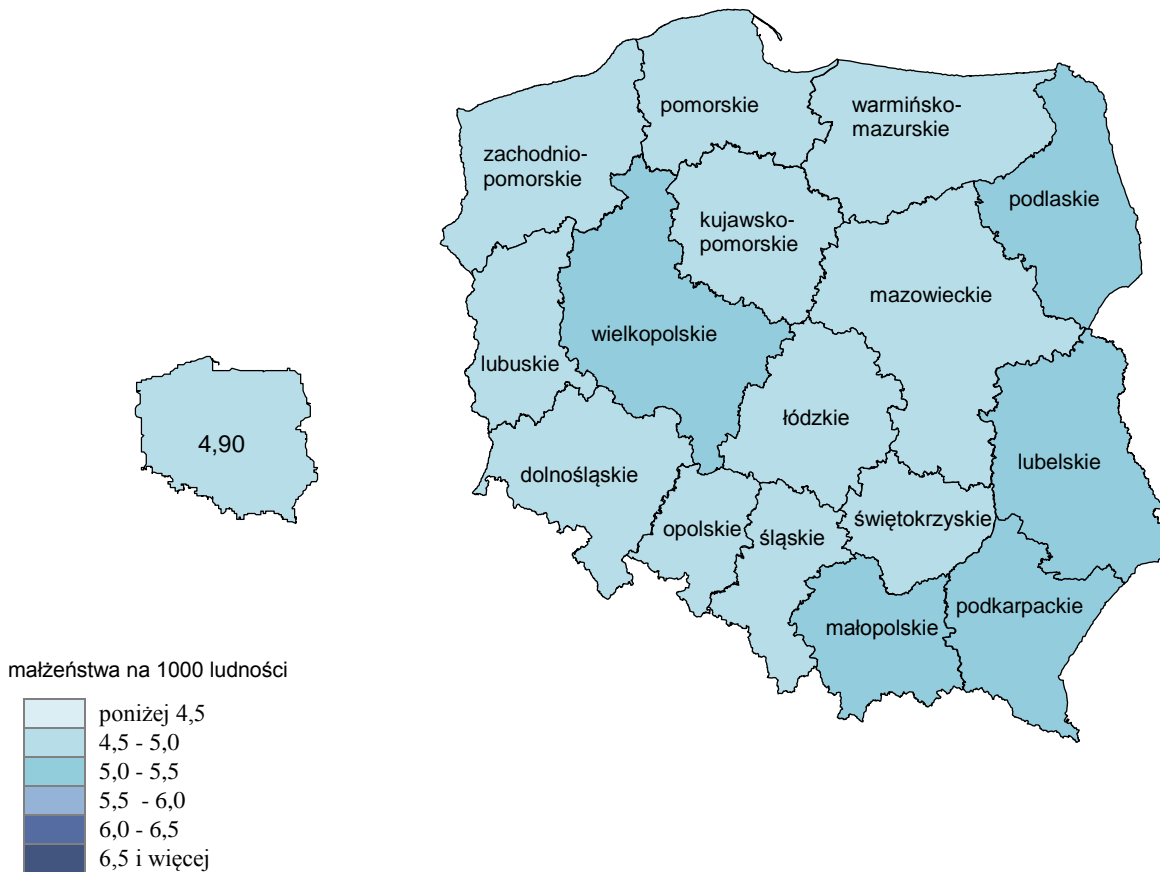 pomorskie
warmińsko-
mazurskie
zachodnio-
pomorskie
podlaskie
kujawsko-
pomorskie
mazowieckie
wielkopolskie
lubuskie
łódzkie
4,90
dolnośląskie
lubelskie
opolskie
śląskie
świętokrzyskie
małopolskie
podkarpackie
małżeństwa na 1000 ludności
poniżej 4,5
4,5 - 5,0
5,0 - 5,5
5,5 - 6,0
6,0 - 6,5
6,5 i więcej